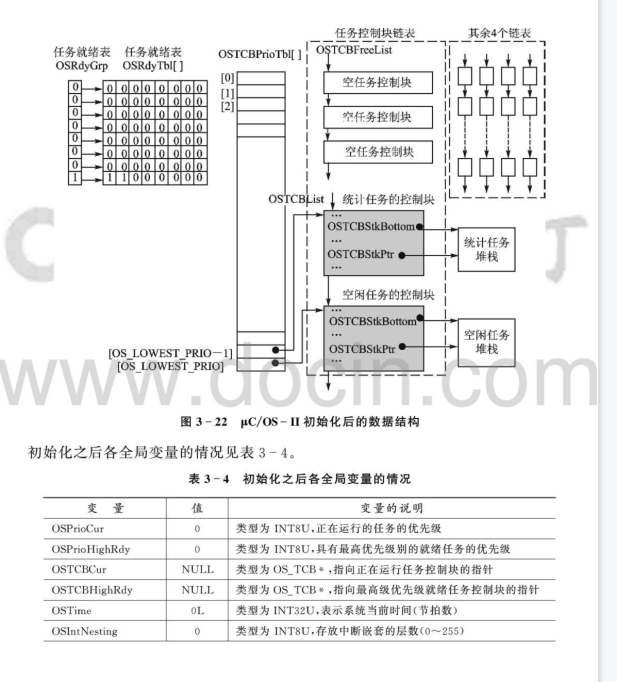 任务就绪表 任务就绪表
OSRdyGrp OSRdyTbl[ ]
OSTCBPrioTbl[ ]
任务控制块链表
OSTCBFreeList
其余4个链表
[0]
[1]
[2]
0 0 0 0 0 0 0 0 0
0 0 0 0 0 0 0 0 0
0 0 0 0 0 0 0 0 0
0 0 0 0 0 0 0 0 0
0 0 0 0 0 0 0 0 0
0 0 0 0 0 0 0 0 0
0 0 0 0 0 0 0 0 0
1 1 1 0 0 0 0 0 0
空任务控制块
空任务控制块
空任务控制块
OSTCBList 统计任务的控制块
…
OSTCBStkBottom
…
OSTCBStkPtr
…
统计任务
堆栈
空闲任务的控制块
…
OSTCBStkBottom
…
OSTCBStkPtr
…
空闲任务
堆栈
[OS_LOWEST_PRIO−1]
[OS_LOWEST_PRIO]
www.docin.com
图 3-22 μC/OS-II 初始化后的数据结构
初始化之后各全局变量的情况见表 3-4。
表 3-4 初始化之后各全局变量的情况
变 量 值 变量的说明
OSPrioCur 0 类型为 INT8U,正在运行的任务的优先级
OSPrioHighRdy 0 类型为 INT8U,具有最高优先级别的就绪任务的优先级
OSTCBCur NULL 类型为 OS_TCB*,指向正在运行任务控制块的指针
OSTCBHighRdy NULL 类型为 OS_TCB*,指向最高级优先级就绪任务控制块的指针
OSTime 0L 类型为 INT32U,表示系统当前时间(节拍数)
OSIntNesting 0 类型为 INT8U,存放中断嵌套的层数(0~255)